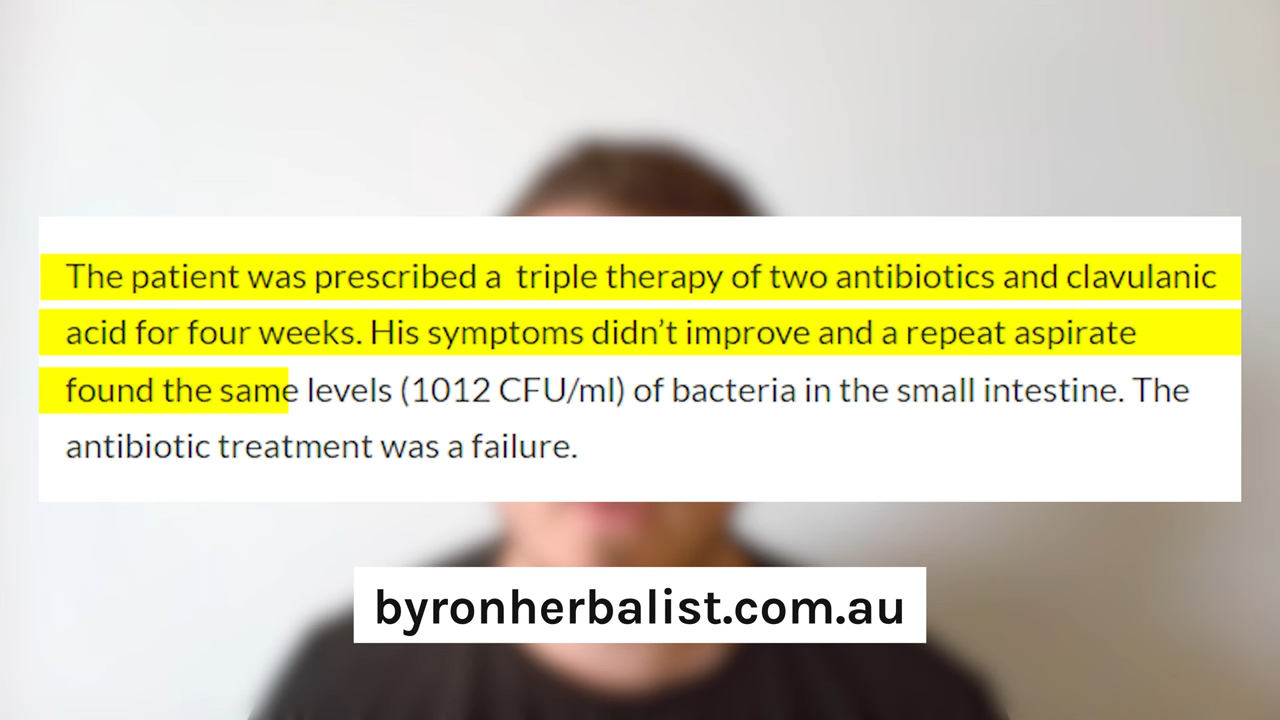 The patient was prescribed a  triple therapy of two antibiotics and clavulanic
acid for four weeks. His symptoms didn’t improve and a repeat aspirate
found the same levels (1012 CFU/ml) of bacteria in the small intestine. The
antibiotic treatment was a failure.
byronherbalist.com.au